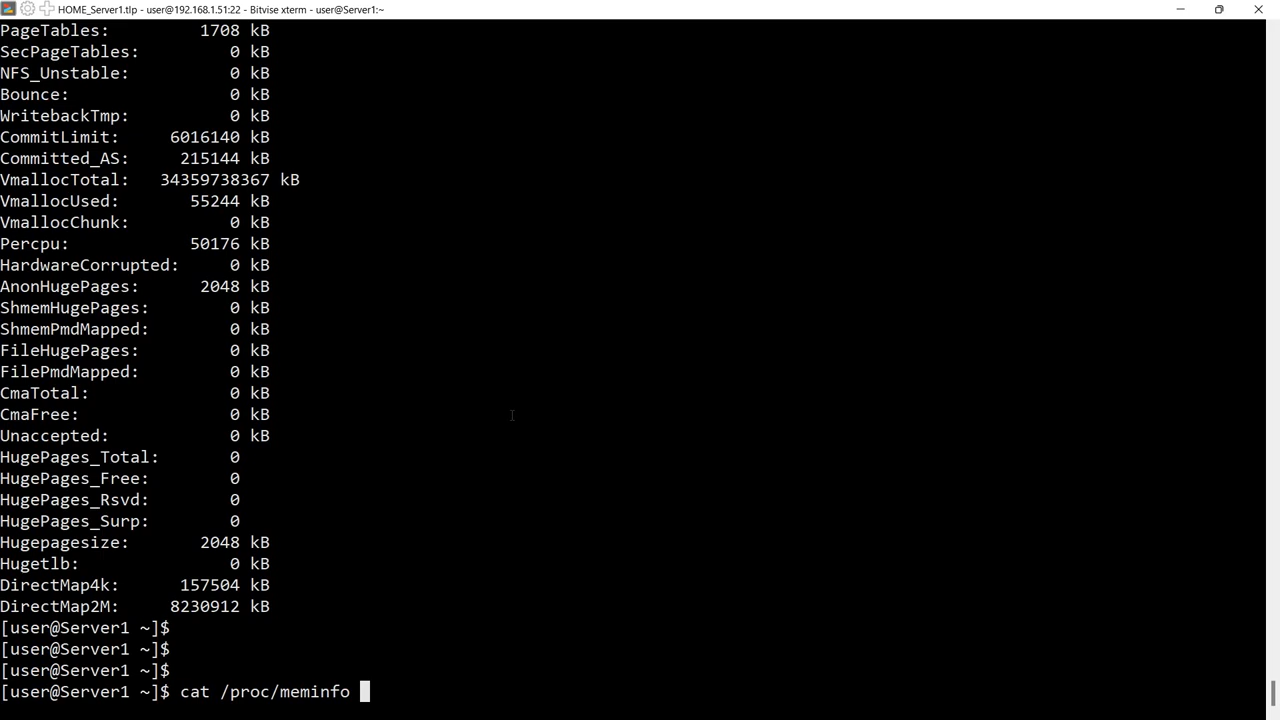 HOME_Server1.tlp - user@192.168.1.51:22 - Bitvise xterm - user@Server1:~
PageTables:         1708 kB
SecPageTables:         0 kB
NFS_Unstable:          0 kB
Bounce:                0 kB
WritebackTmp:          0 kB
CommitLimit:     6016140 kB
Committed_AS:     215144 kB
VmallocTotal:   34359738367 kB
VmallocUsed:       55244 kB
VmallocChunk:          0 kB
Percpu:            50176 kB
HardwareCorrupted:     0 kB
AnonHugePages:      2048 kB
ShmemHugePages:        0 kB
ShmemPmdMapped:        0 kB
FileHugePages:         0 kB
FilePmdMapped:         0 kB
CmaTotal:              0 kB
CmaFree:               0 kB
Unaccepted:            0 kB
HugePages_Total:       0
HugePages_Free:        0
HugePages_Rsvd:        0
HugePages_Surp:        0
Hugepagesize:       2048 kB
Hugetlb:               0 kB
DirectMap4k:      157504 kB
DirectMap2M:     8230912 kB
[user@Server1 ~]$
[user@Server1 ~]$
[user@Server1 ~]$
[user@Server1 ~]$ cat /proc/meminfo